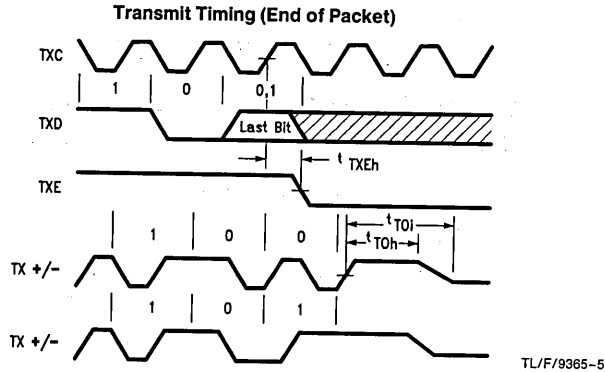 Transmit Timing (End of Packet)
TXC
1 0 0,1
TXD
Last Bit
t TXEh
TXE
1 0 0
t TOi
t TOh
TX +/-
1 0 1
TX +/-
TL/F/9365-5